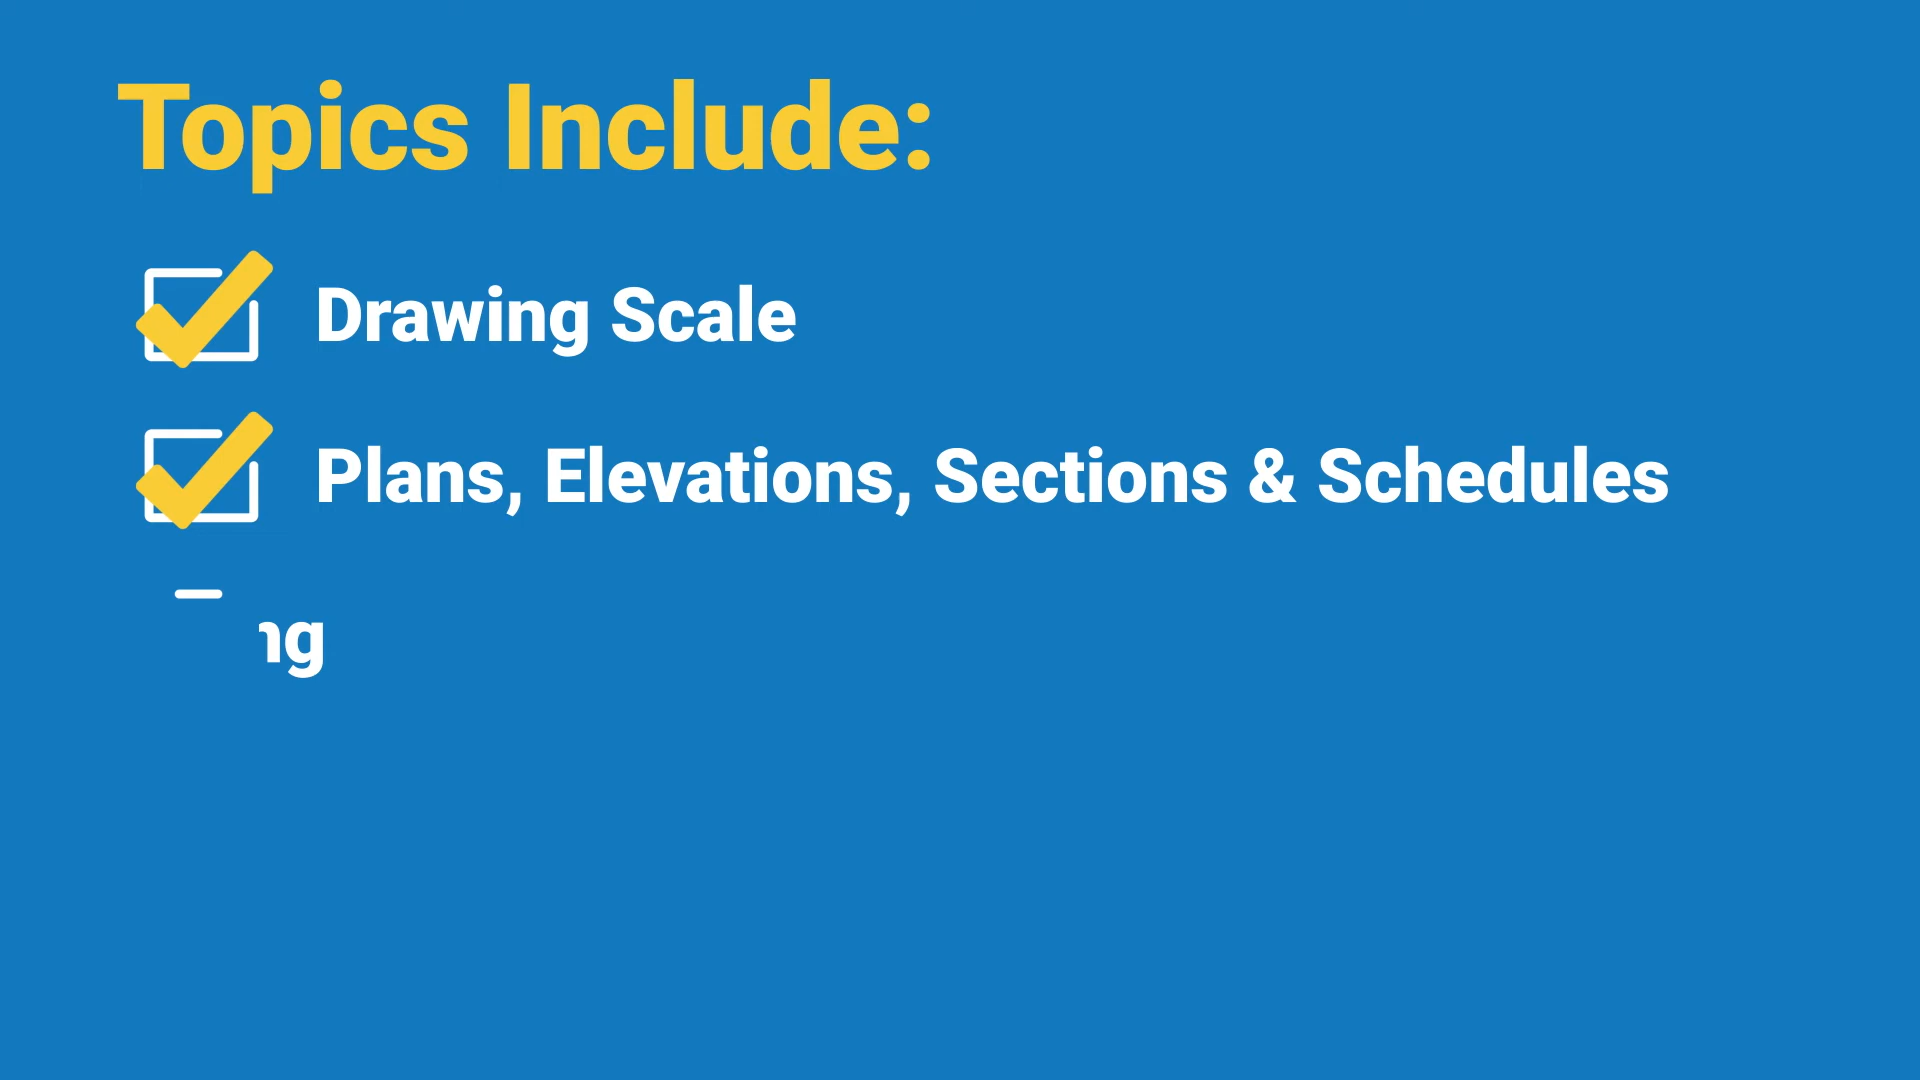 Topics Include:
Drawing Scale
Plans, Elevations, Sections & Schedules